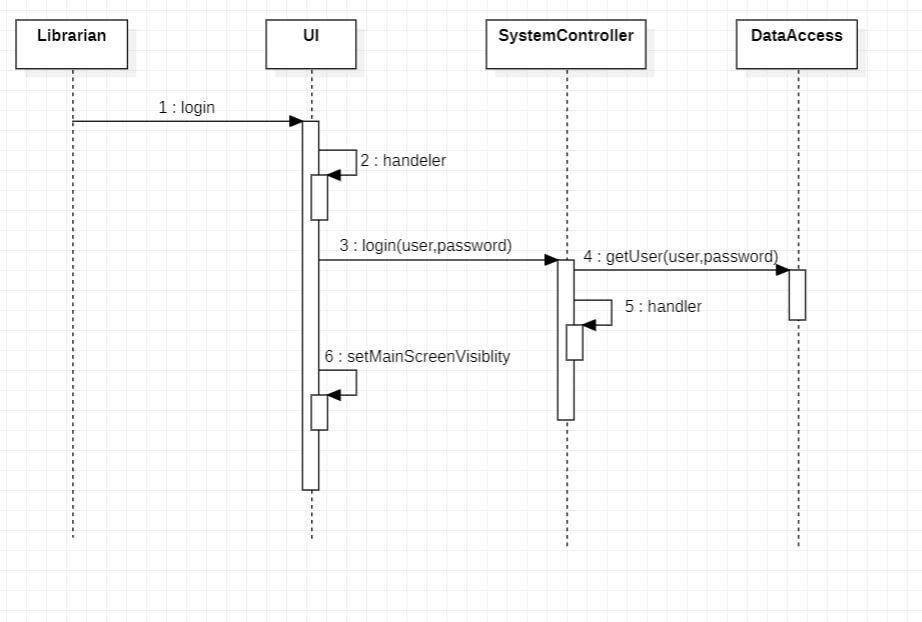 Librarian
UI
SystemController
DataAccess
1 : login
2 : handeler
3 : login(user,password)
4 : getUser(user,password)
5 : handler
6 : setMainScreenVisiblity